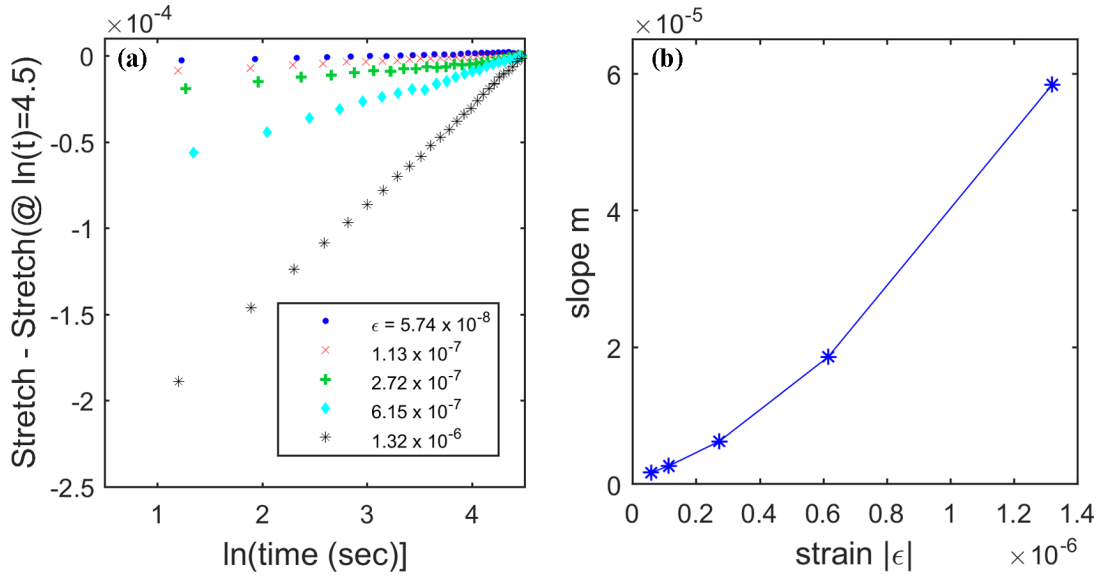 ×10⁻⁴
(a)
0
-0.5
-1
-1.5
-2
-2.5
Stretch - Stretch(@ ln(t)=4.5)
ϵ = 5.74 x 10⁻⁸
1.13 x 10⁻⁷
2.72 x 10⁻⁷
6.15 x 10⁻⁷
1.32 x 10⁻⁶
1 2 3 4
ln(time (sec)]
×10⁻⁵
(b)
6
4
2
0
slope m
0 0.2 0.4 0.6 0.8 1 1.2 1.4
strain |ϵ|
×10⁻⁶